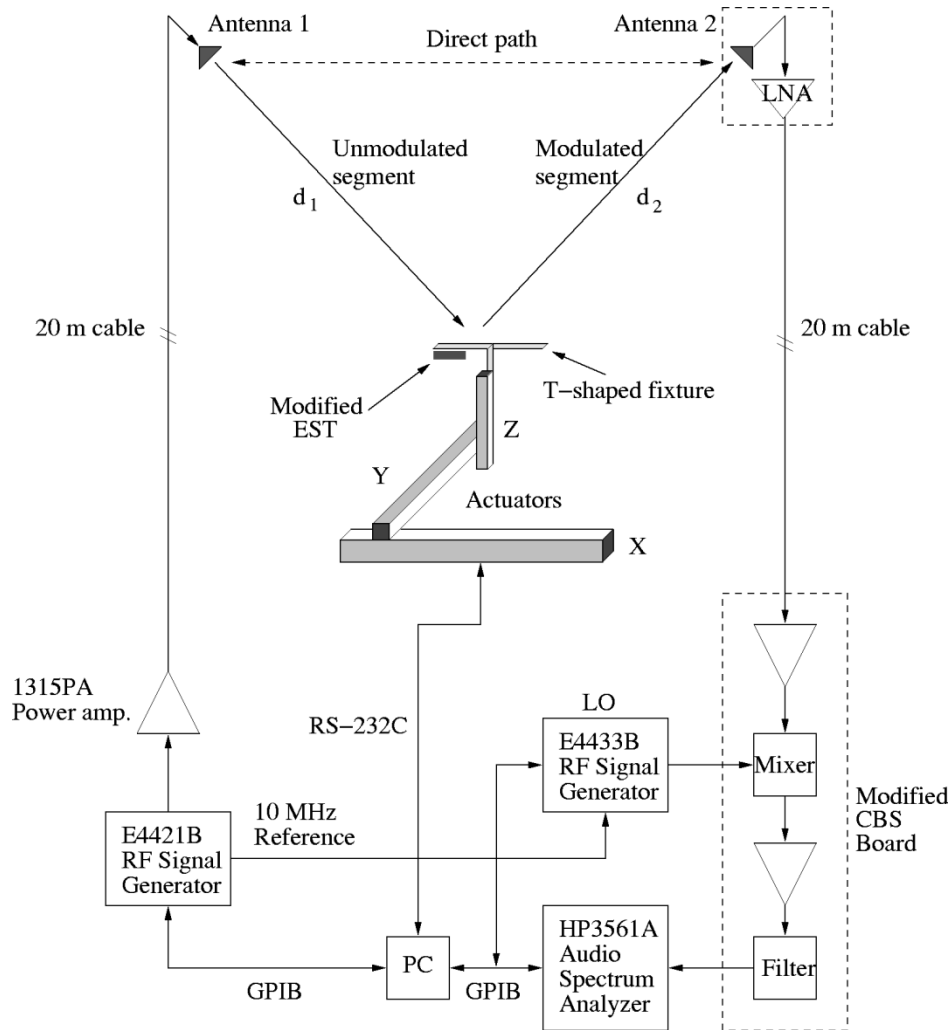 Antenna 1
Direct path
Antenna 2
LNA
Unmodulated
segment
d1
Modulated
segment
d2
20 m cable
20 m cable
Modified
EST
T-shaped fixture
Z
Y
Actuators
X
1315PA
Power amp.
RS-232C
LO
E4433B
RF Signal
Generator
Mixer
Modified
CBS
Board
10 MHz
Reference
E4421B
RF Signal
Generator
PC
HP3561A
Audio
Spectrum
Analyzer
Filter
GPIB
GPIB